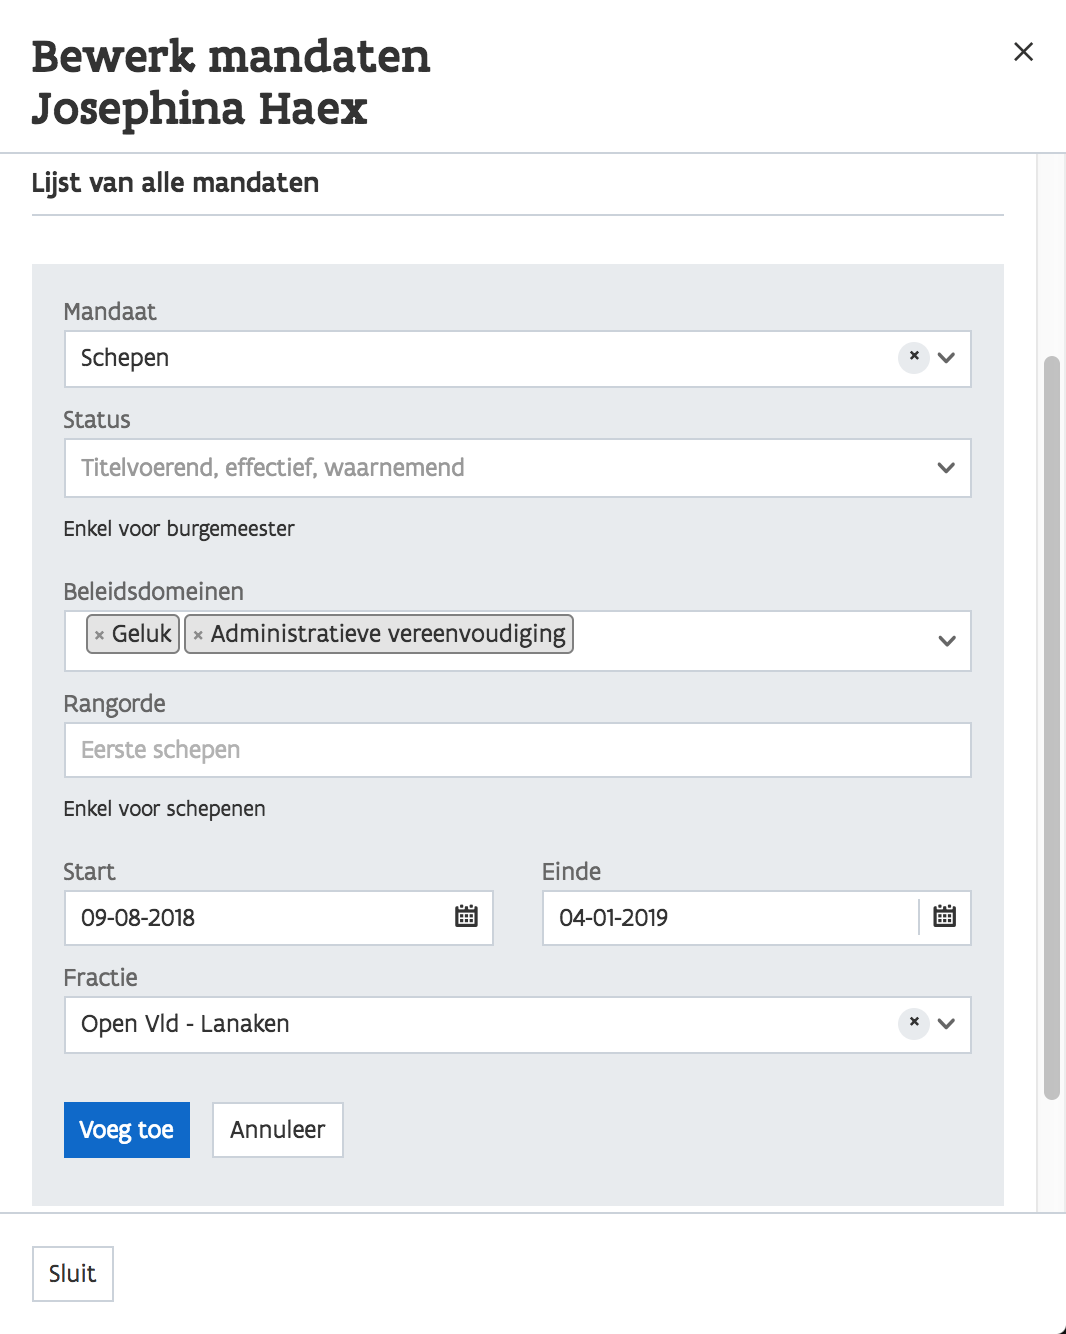 Bewerk mandaten
Josephina Haex
Lijst van alle mandaten
Mandaat
Schepen
Status
Titelvoerend, effectief, waarnemend
Enkel voor burgemeester
Beleidsdomeinen
× Geluk × Administratieve vereenvoudiging
Rangorde
Eerste schepen
Enkel voor schepenen
Start Einde
09-08-2018 04-01-2019
Fractie
Open Vld - Lanaken
Voeg toe Annuleer
Sluit